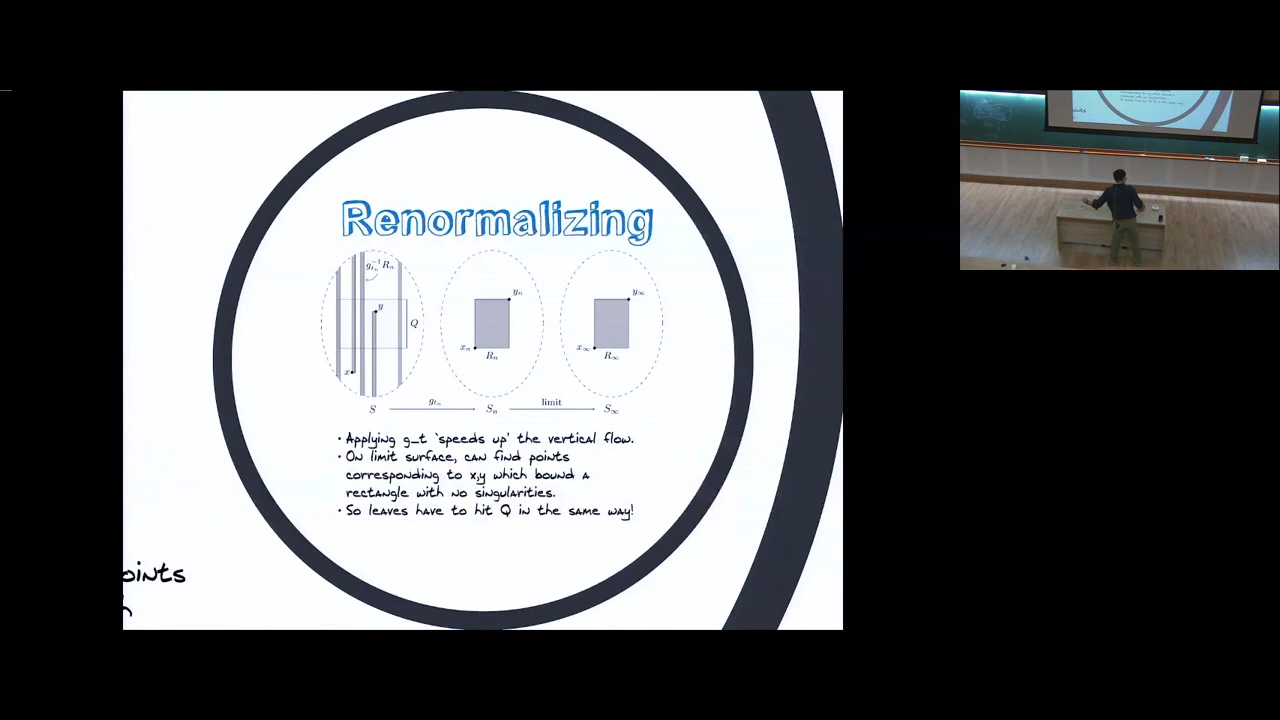 Renormalizing
g_{t_n}^{-1} R_n
y
Q
x
y_n
x_n
R_n
y_∞
x_∞
R_∞
S
g_{t_n}
S_n
limit
S_∞
• Applying g_t `speeds up' the vertical flow.
• On limit surface, can find points
corresponding to x,y which bound a
rectangle with no singularities.
• So leaves have to hit Q in the same way!
oints